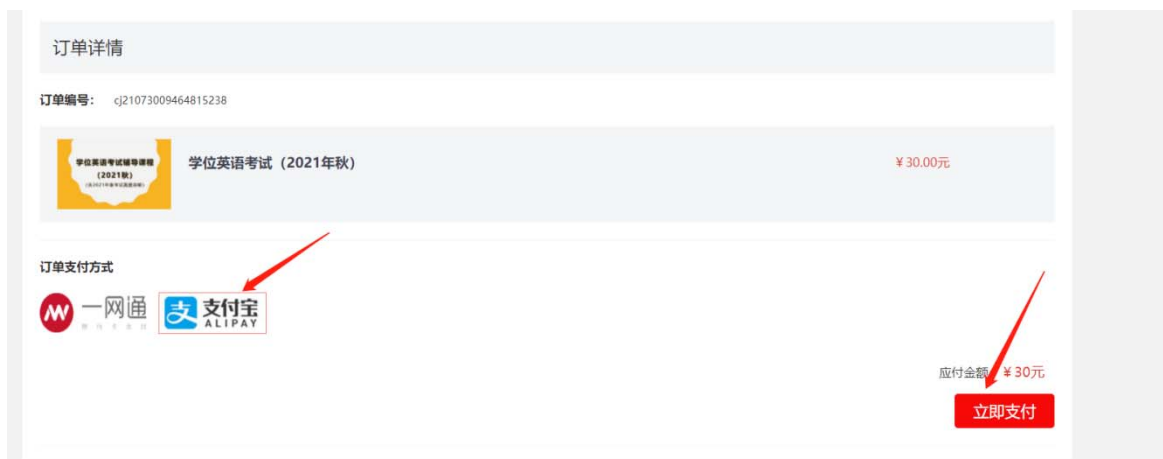 订单详情
订单编号： cj21073009464815238
学位英语考试辅导课程
(2021秋)
学位英语考试（2021年秋） ¥ 30.00元
订单支付方式
一网通
支 支付宝
ALIPAY
应付金额 ¥ 30元
立即支付